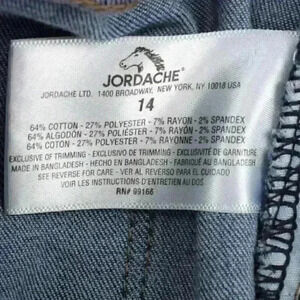 JORDACHE®
JORDACHE LTD. 1400 BROADWAY, NEW YORK, NY 10018 USA
14
64% COTTON - 27% POLYESTER - 7% RAYON - 2% SPANDEX
64% ALGODÓN - 27% POLIÉSTER - 7% RAYON - 2% SPANDEX
64% COTON - 27% POLYESTER - 7% RAYONNE - 2% SPANDEX
EXCLUSIVE OF TRIMMING - EXCLUSIVO DE TRIMMING - EXCLUSIVITÉ DE GARNITURE
MADE IN BANGLADESH - HECHO EN BANGLADESH - FABRIQUÉ AU BANGLADESH
SEE REVERSE FOR CARE - VER AL REVERSO PARA EL CUIDADO
VOIR LES INSTRUCTIONS D'ENTRETIEN AU DOS
RN# 99166